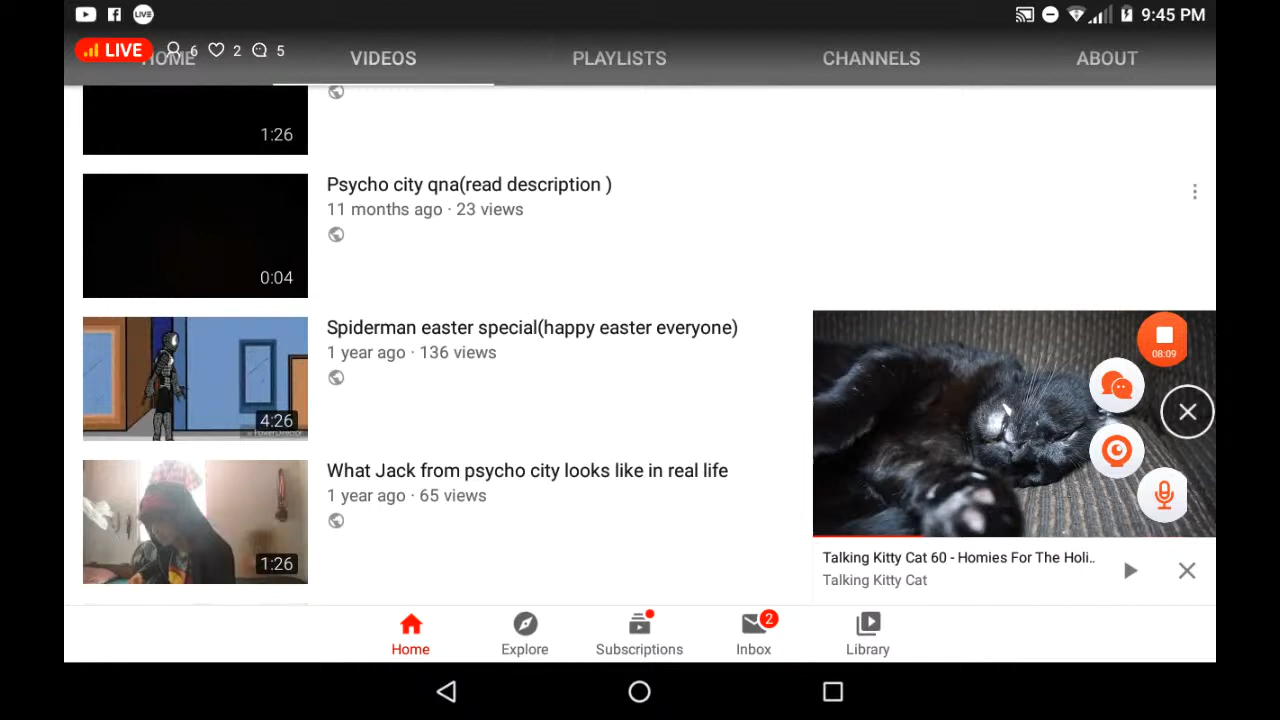 LIVE
9:45 PM
LIVE 6 2 5
HOME
VIDEOS
PLAYLISTS
CHANNELS
ABOUT
1:26
Psycho city qna(read description )
11 months ago · 23 views
0:04
Spiderman easter special(happy easter everyone)
1 year ago · 136 views
4:26
PowerDirector
What Jack from psycho city looks like in real life
1 year ago · 65 views
1:26
08:09
Talking Kitty Cat 60 - Homies For The Holi..
Talking Kitty Cat
Home
Explore
Subscriptions
2
Inbox
Library